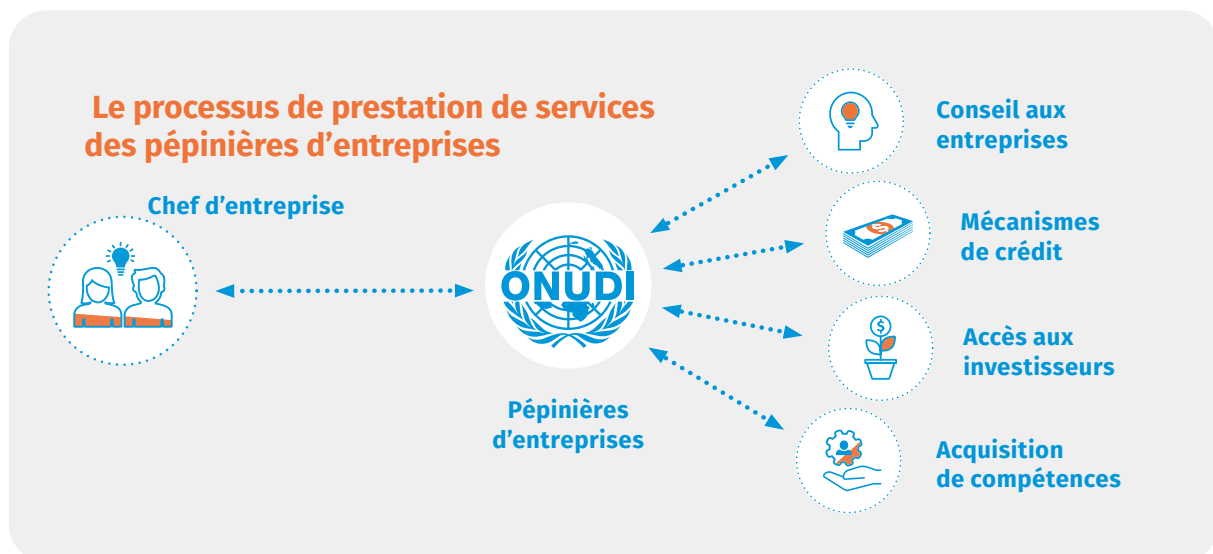 Le processus de prestation de services
des pépinières d’entreprises
Chef d’entreprise
ONUDI
Pépinières
d’entreprises
Conseil aux
entreprises
$
Mécanismes
de crédit
$
Accès aux
investisseurs
Acquisition
de compétences